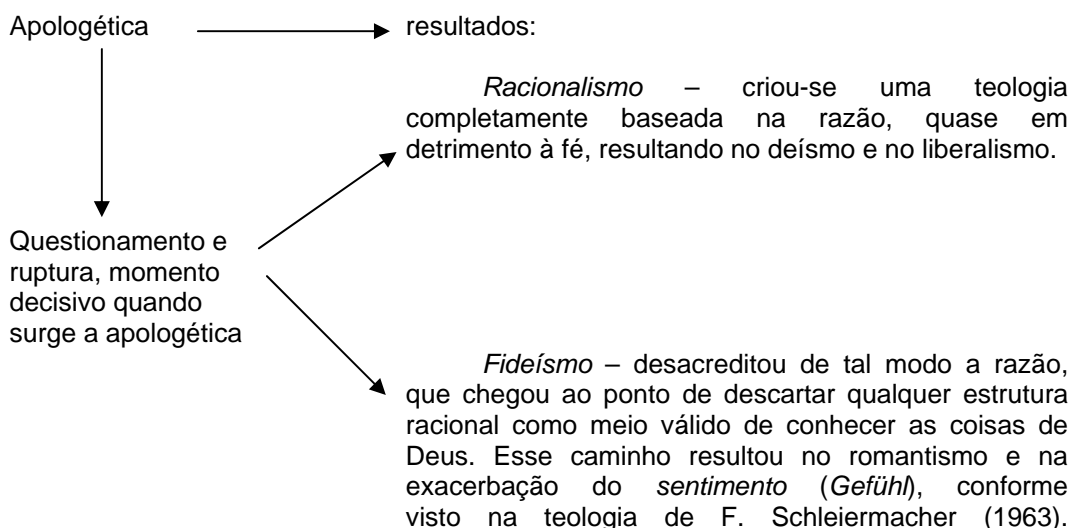 Apologética
resultados:
Racionalismo – criou-se uma teologia
completamente baseada na razão, quase em
detrimento à fé, resultando no deísmo e no liberalismo.
Questionamento e
ruptura, momento
decisivo quando
surge a apologética
Fideísmo – desacreditou de tal modo a razão,
que chegou ao ponto de descartar qualquer estrutura
racional como meio válido de conhecer as coisas de
Deus. Esse caminho resultou no romantismo e na
exacerbação do sentimento (Gefühl), conforme
visto na teologia de F. Schleiermacher (1963).